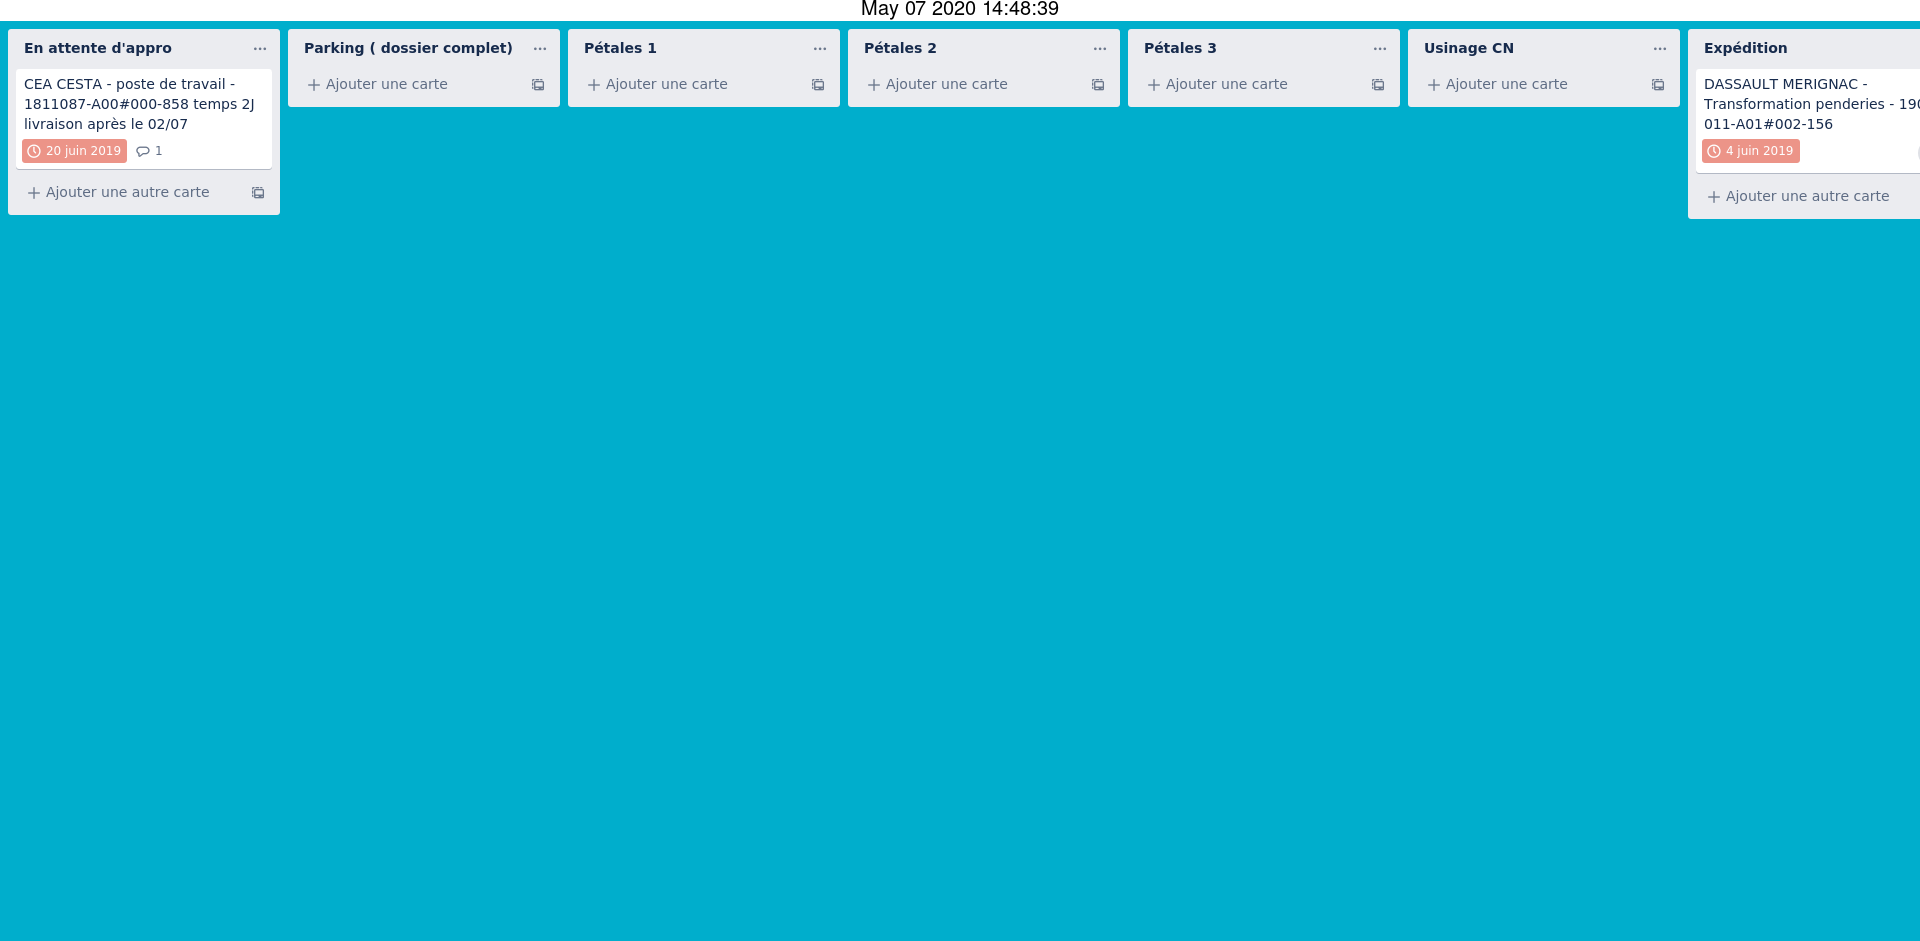 May 07 2020 14:48:39
En attente d'appro
CEA CESTA - poste de travail -
1811087-A00#000-858 temps 2J
livraison après le 02/07
20 juin 2019 1
Ajouter une autre carte
Parking ( dossier complet)
Ajouter une carte
Pétales 1
Ajouter une carte
Pétales 2
Ajouter une carte
Pétales 3
Ajouter une carte
Usinage CN
Ajouter une carte
Expédition
DASSAULT MERIGNAC -
Transformation penderies - 190
011-A01#002-156
4 juin 2019
Ajouter une autre carte